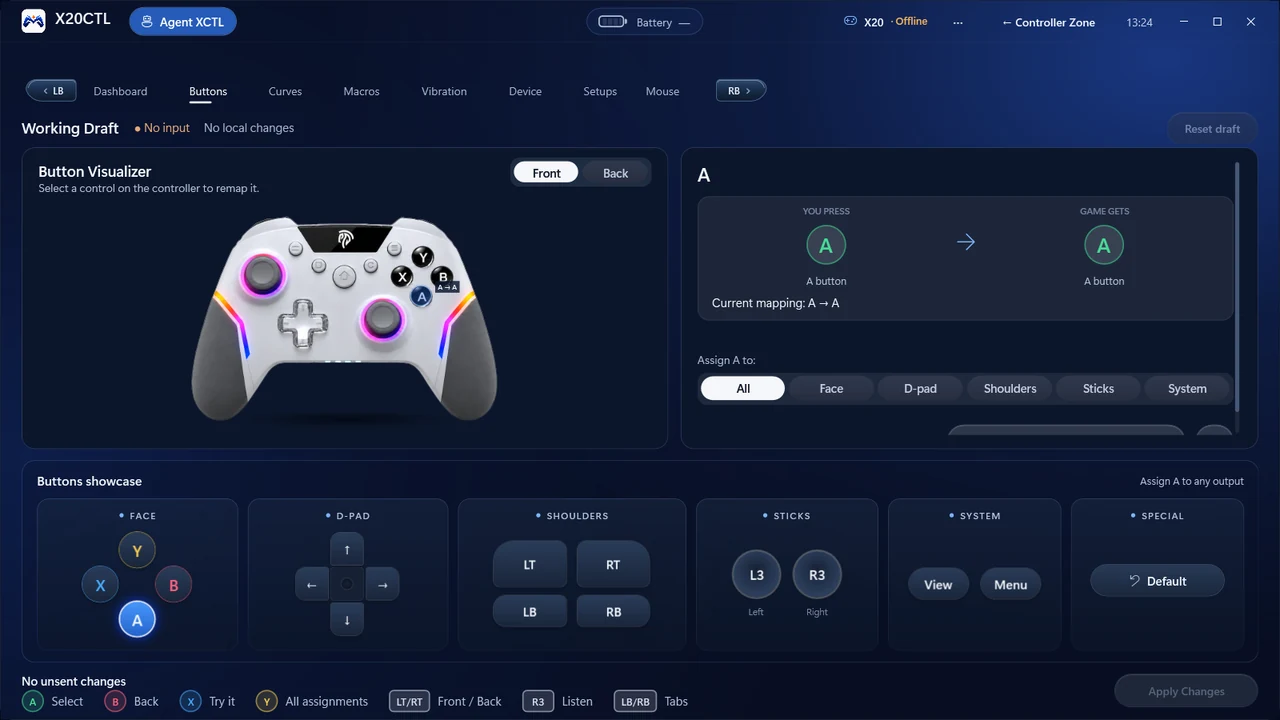 X20CTL
Agent XCTL
Battery —
X20 · Offline
...
← Controller Zone
13:24
‹ LB
Dashboard
Buttons
Curves
Macros
Vibration
Device
Setups
Mouse
RB ›
Working Draft
● No input
No local changes
Reset draft
Button Visualizer
Select a control on the controller to remap it.
Front
Back
Y
X
B
A
A→A
A
YOU PRESS
GAME GETS
A
→
A
A button
A button
Current mapping: A → A
Assign A to:
All
Face
D-pad
Shoulders
Sticks
System
Buttons showcase
Assign A to any output
• FACE
Y
X
B
A
• D-PAD
↑
←
→
↓
• SHOULDERS
LT
RT
LB
RB
• STICKS
L3
R3
Left
Right
• SYSTEM
View
Menu
• SPECIAL
Default
No unsent changes
A Select
B Back
X Try it
Y All assignments
LT/RT Front / Back
R3 Listen
LB/RB Tabs
Apply Changes